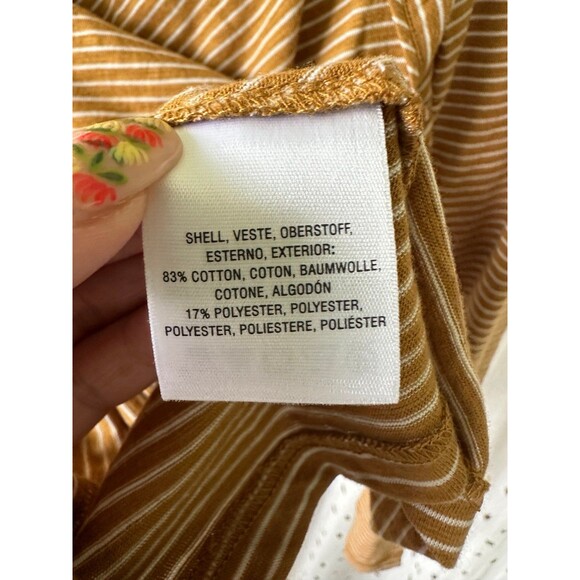 SHELL, VESTE, OBERSTOFF,
ESTERNO, EXTERIOR:
83% COTTON, COTON, BAUMWOLLE,
COTONE, ALGODÓN
17% POLYESTER, POLYESTER,
POLYESTER, POLIESTERE, POLIÉSTER